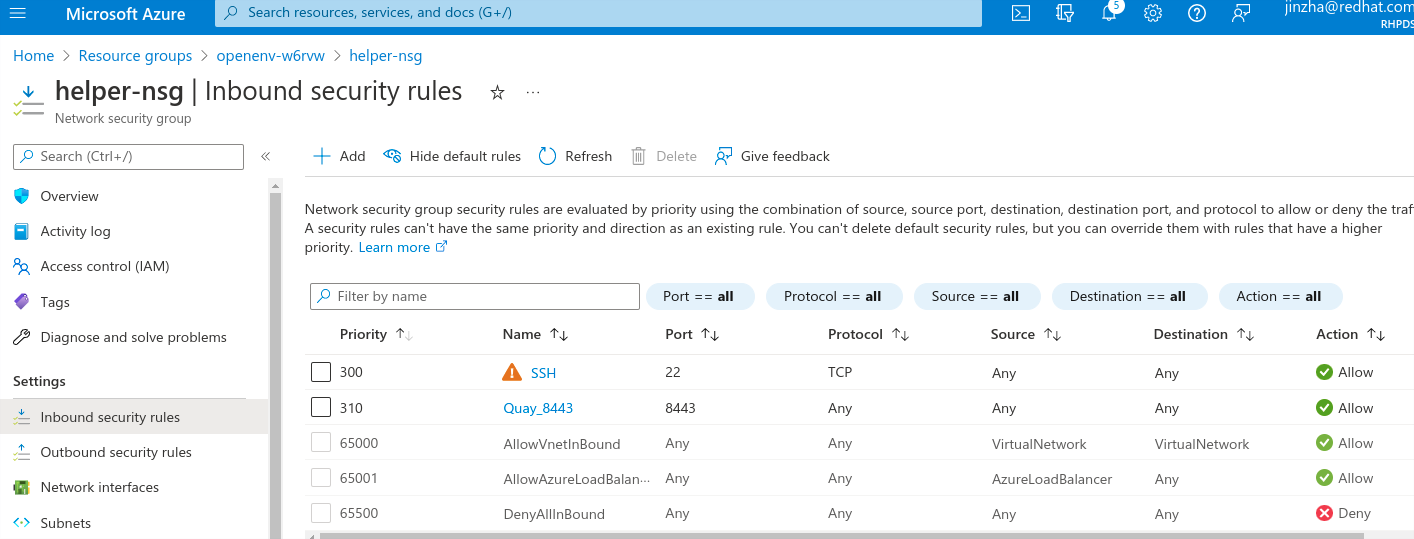 Microsoft Azure
Search resources, services, and docs (G+/)
5
jinzha@redhat.com
RHPDS
Home > Resource groups > openenv-w6rvw > helper-nsg
helper-nsg | Inbound security rules ☆ ...
Network security group
Search (Ctrl+/) «
Add Hide default rules Refresh Delete Give feedback
Overview
Activity log
Access control (IAM)
Tags
Diagnose and solve problems
Settings
Inbound security rules
Outbound security rules
Network interfaces
Subnets
Network security group security rules are evaluated by priority using the combination of source, source port, destination, destination port, and protocol to allow or deny the traf
A security rules can't have the same priority and direction as an existing rule. You can't delete default security rules, but you can override them with rules that have a higher
priority. Learn more
Filter by name Port == all Protocol == all Source == all Destination == all Action == all
Priority ↑↓ Name ↑↓ Port ↑↓ Protocol ↑↓ Source ↑↓ Destination ↑↓ Action ↑↓
300 SSH 22 TCP Any Any Allow
310 Quay_8443 8443 Any Any Any Allow
65000 AllowVnetInBound Any Any VirtualNetwork VirtualNetwork Allow
65001 AllowAzureLoadBalan... Any Any AzureLoadBalancer Any Allow
65500 DenyAllInBound Any Any Any Any Deny